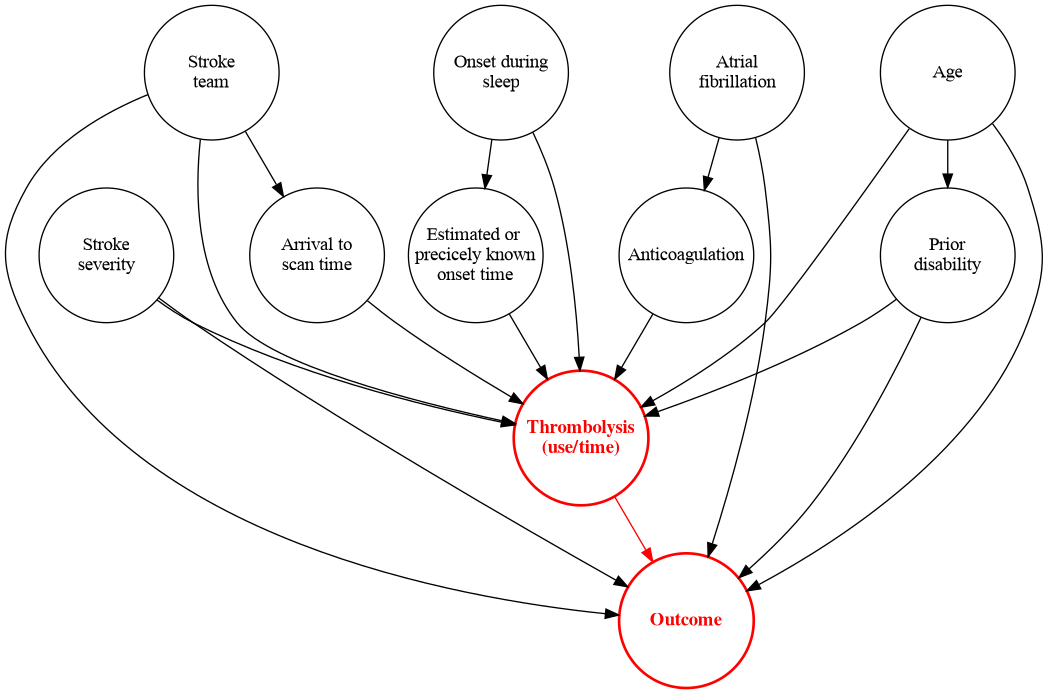 Stroke
team
Onset during
sleep
Atrial
fibrillation
Age
Stroke
severity
Arrival to
scan time
Estimated or
precicely known
onset time
Anticoagulation
Prior
disability
Thrombolysis
(use/time)
Outcome